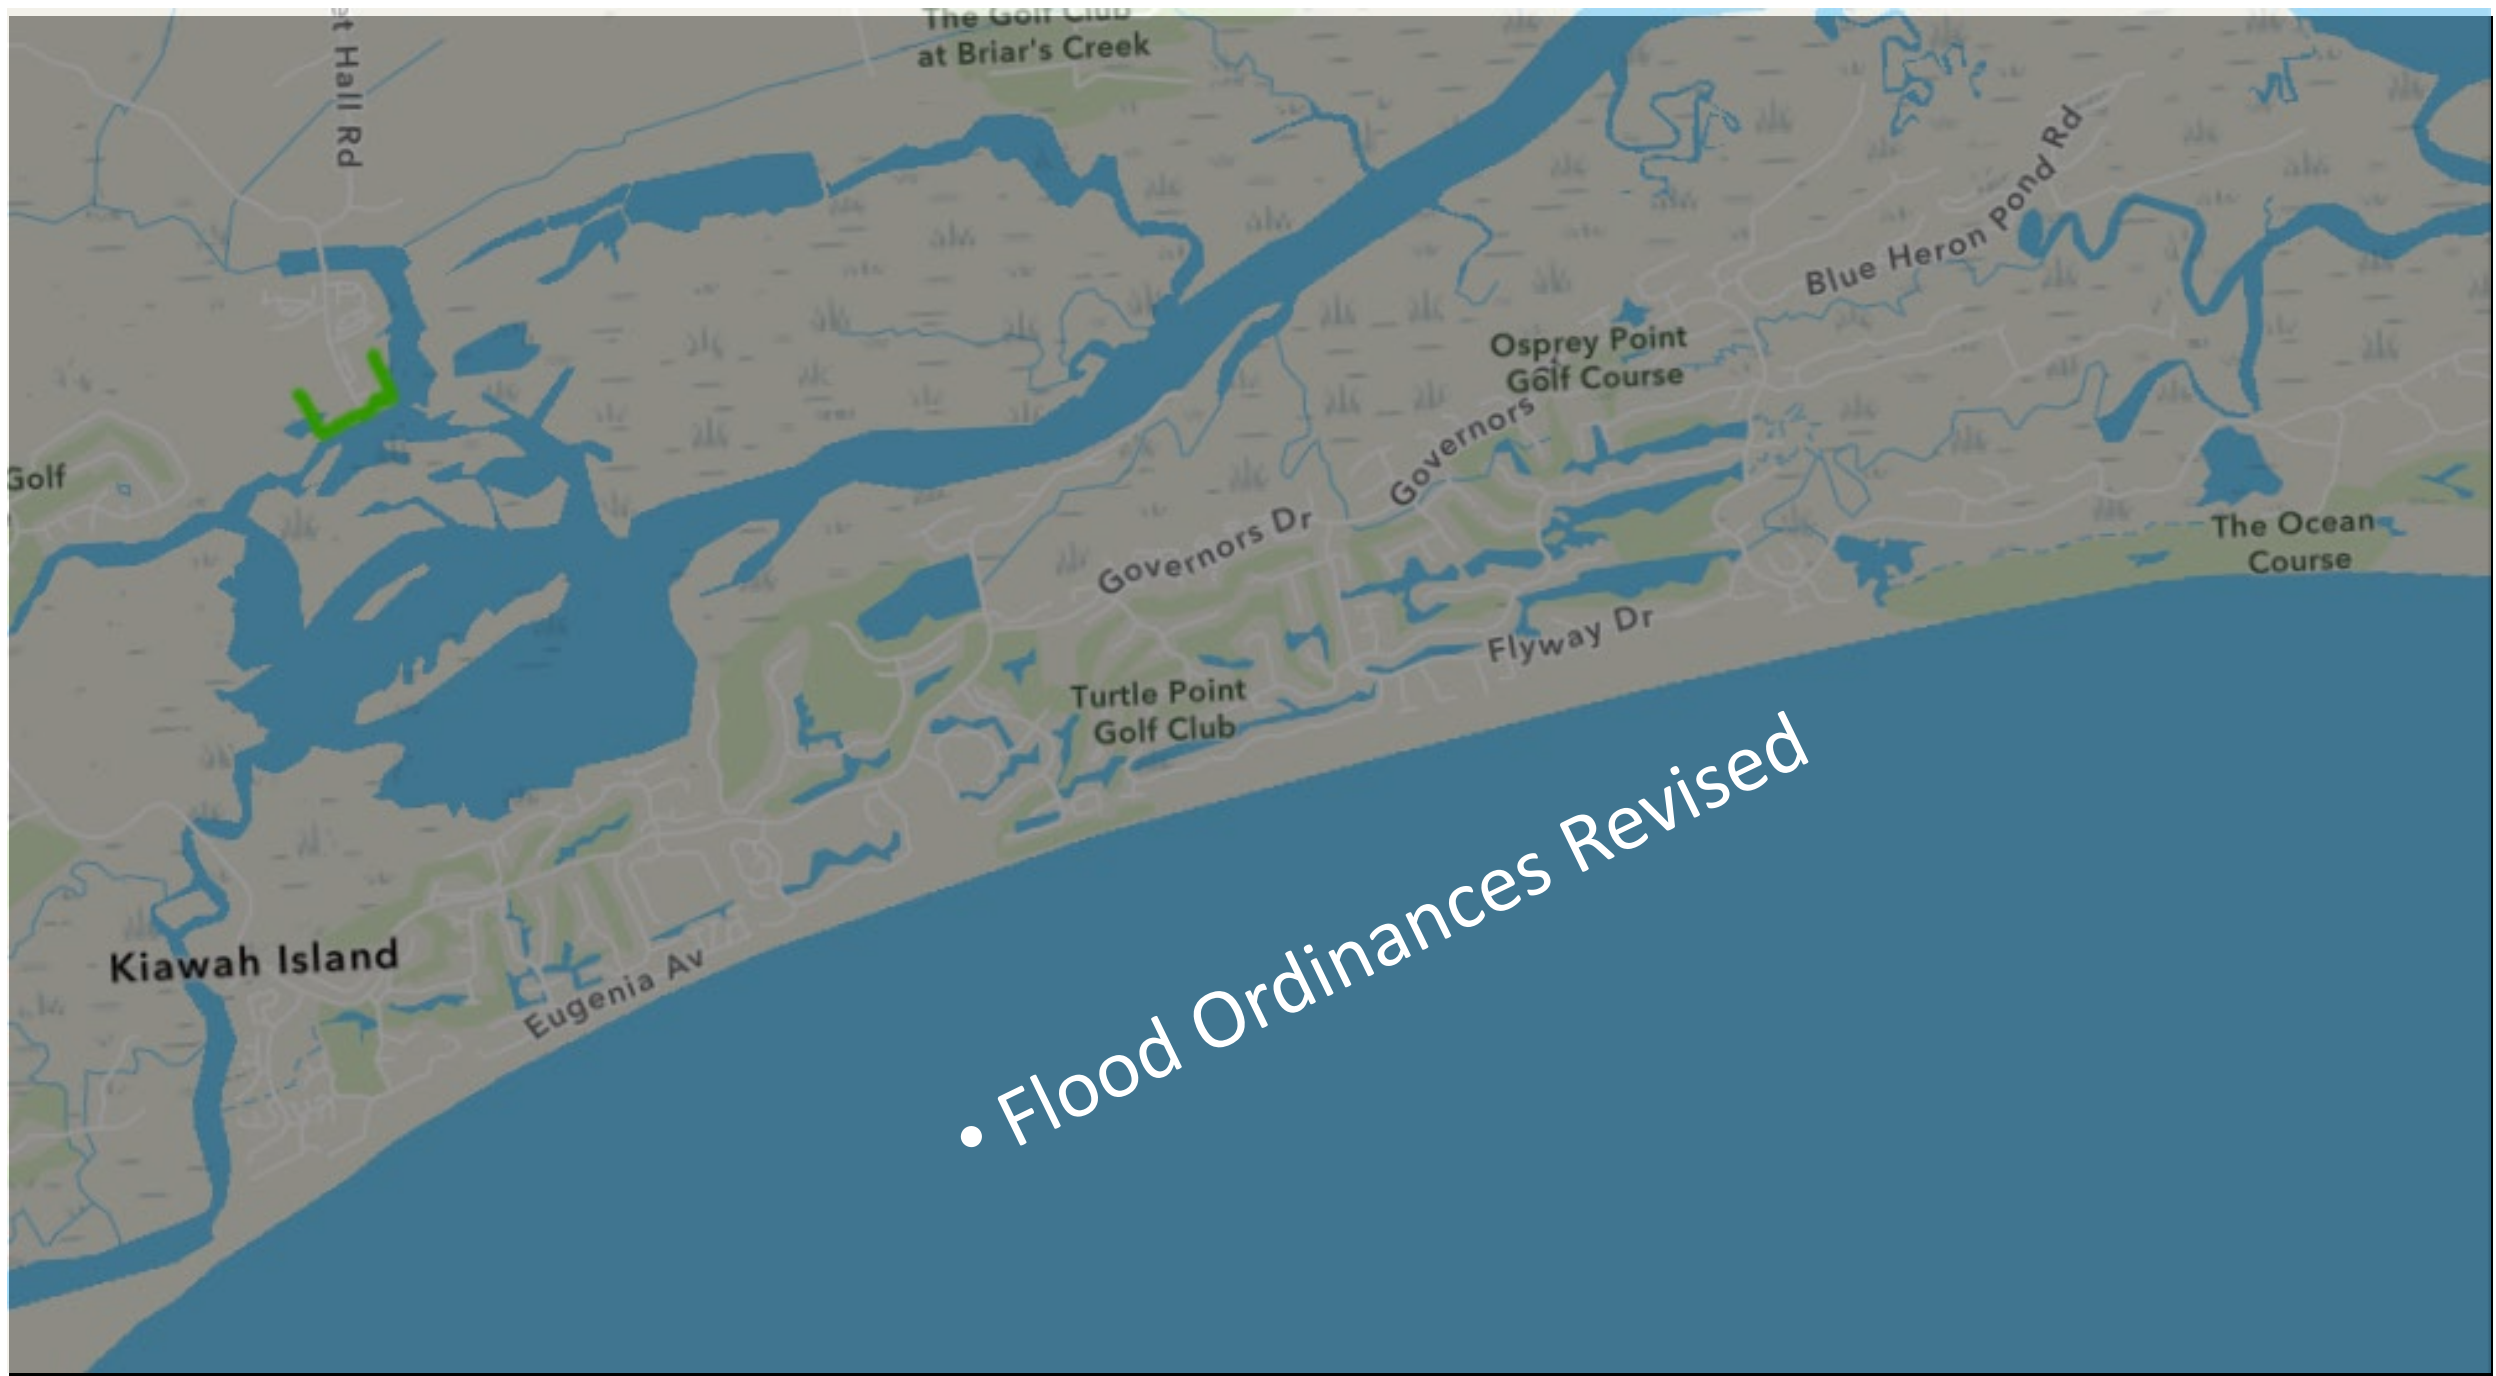 The Golf Club
at Briar's Creek
et Hall Rd
Blue Heron Pond Rd
Osprey Point
Golf Course
Governors
Golf
Governors Dr
The Ocean
Course
Flyway Dr
Turtle Point
Golf Club
Kiawah Island
Eugenia Av
• Flood Ordinances Revised